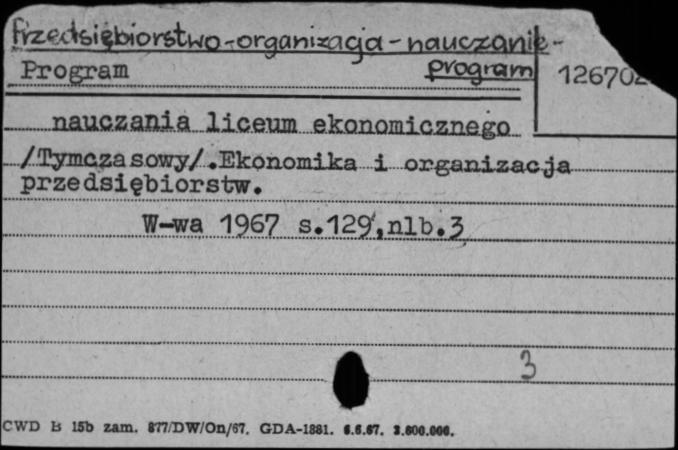 Przedsiębiorstwo-organizacja-nauczanie-
program
Program
nauczania liceum ekonomicznego
/Tymczasowy/.Ekonomika i organizacja
przedsiębiorstw.
W-wa 1967 s.129,nlb.3
3
CWD B 15b zam. 877/DW/On/67. GDA-1881. 6.6.67. 3.600.000.